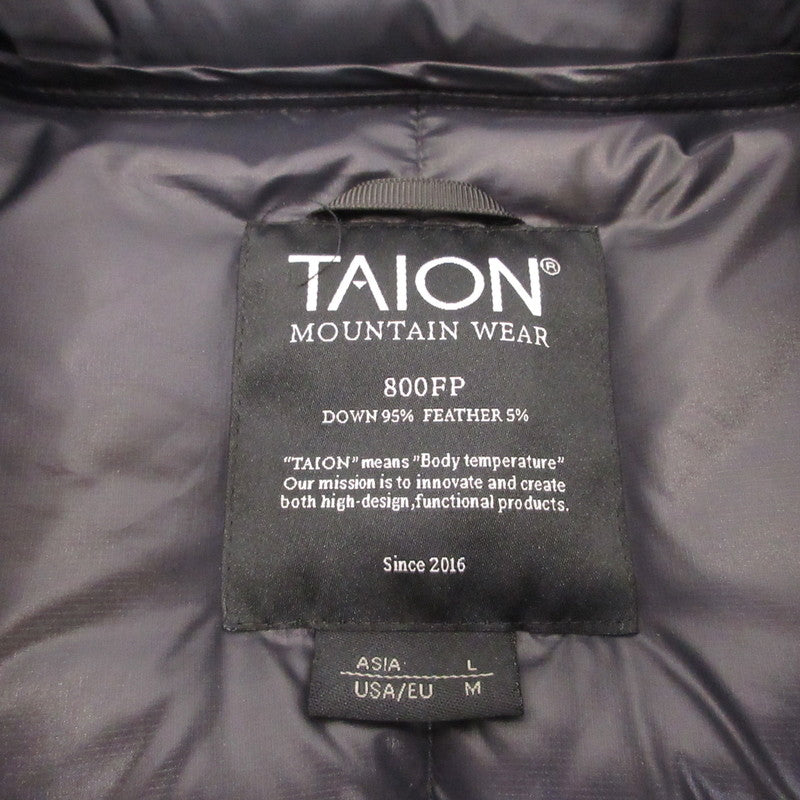 TAION®
MOUNTAIN WEAR
800FP
DOWN 95% FEATHER 5%
"TAION" means "Body temperature"
Our mission is to innovate and create
both high-design,functional products.
Since 2016
ASIA L
USA/EU M